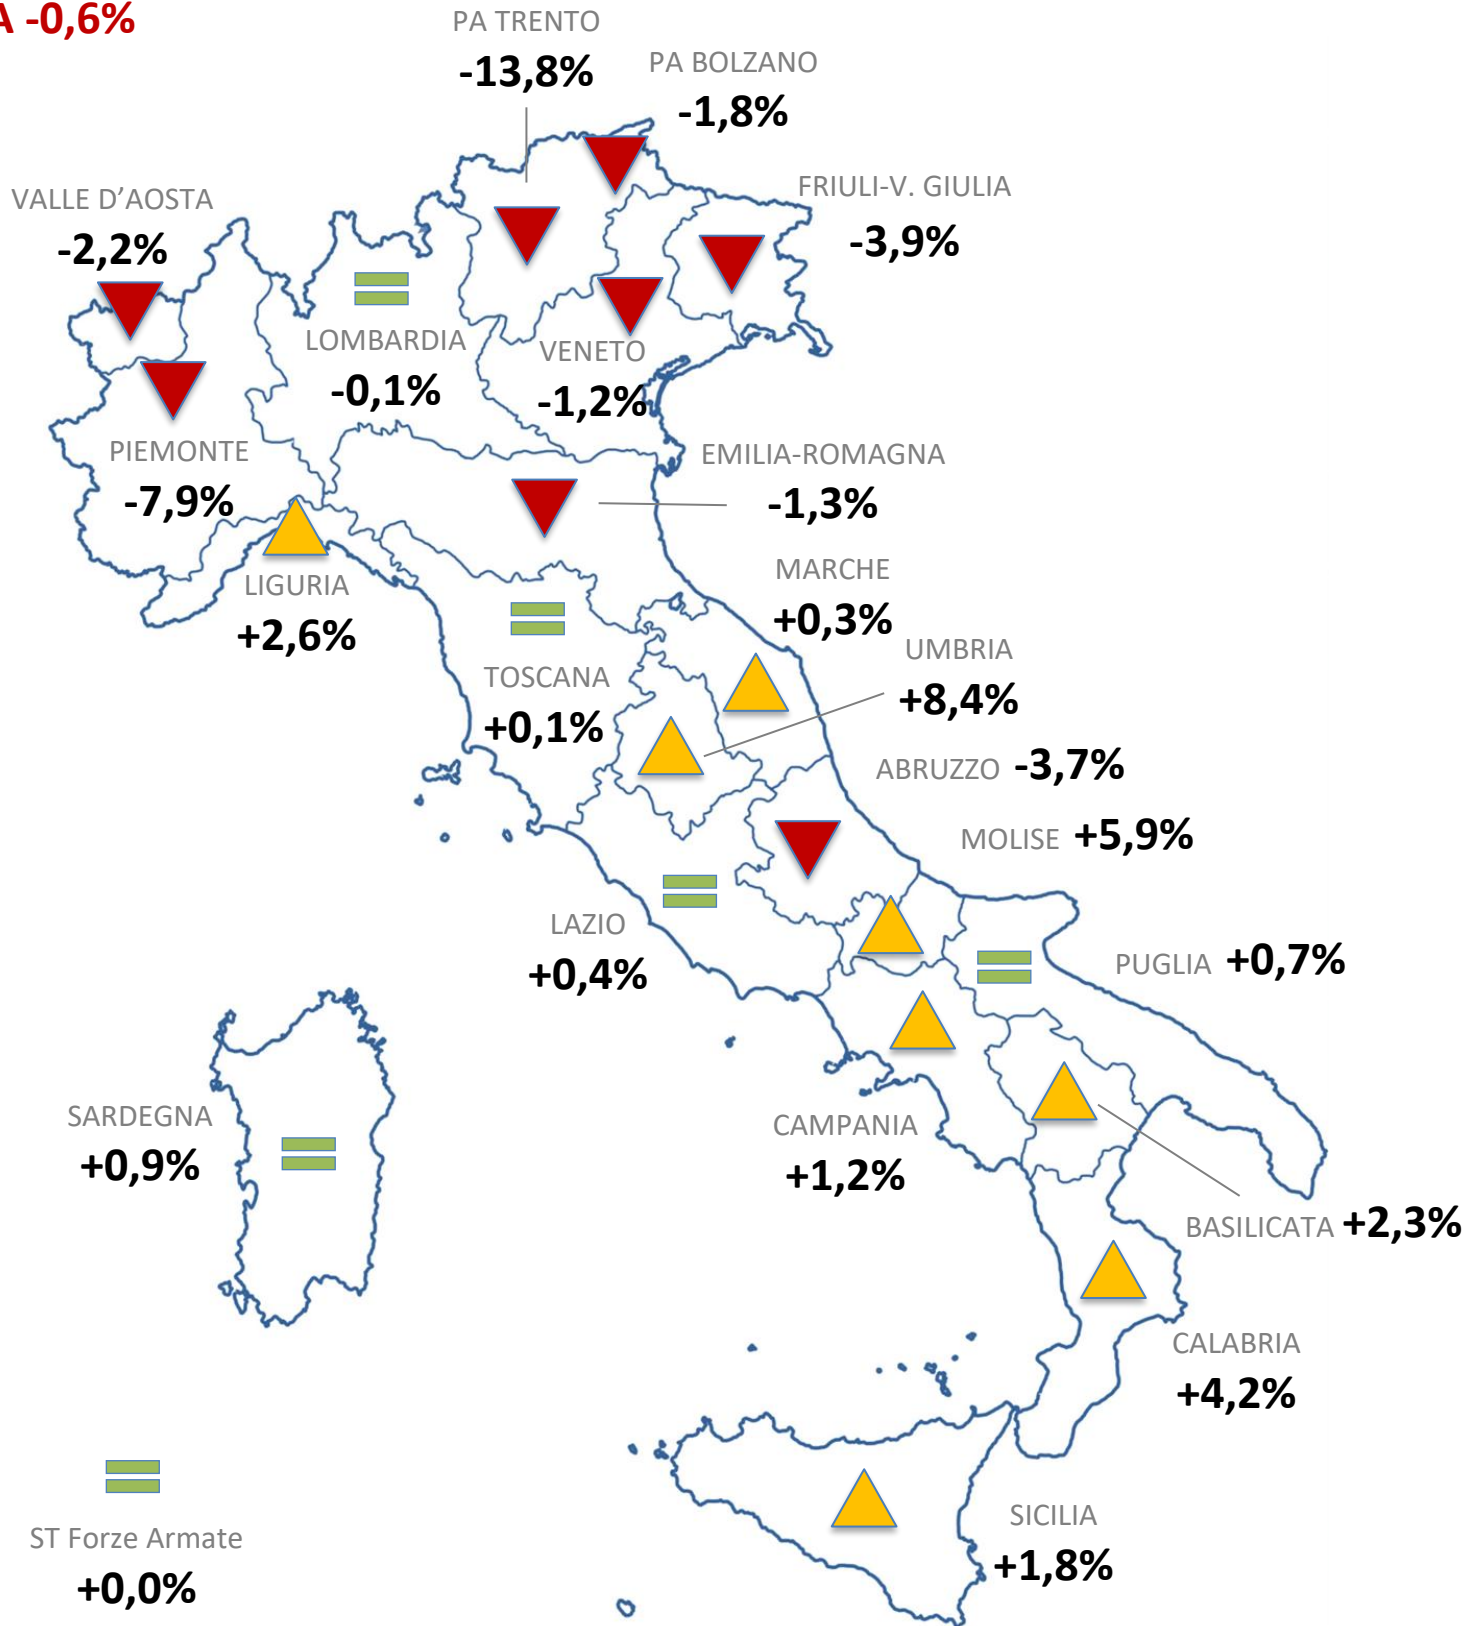 A -0,6%
PA TRENTO
-13,8%
PA BOLZANO
-1,8%
VALLE D’AOSTA
-2,2%
FRIULI-V. GIULIA
-3,9%
LOMBARDIA
-0,1%
VENETO
-1,2%
PIEMONTE
-7,9%
EMILIA-ROMAGNA
-1,3%
LIGURIA
+2,6%
MARCHE
+0,3%
UMBRIA
+8,4%
TOSCANA
+0,1%
ABRUZZO -3,7%
MOLISE +5,9%
LAZIO
+0,4%
PUGLIA +0,7%
SARDEGNA
+0,9%
CAMPANIA
+1,2%
BASILICATA +2,3%
CALABRIA
+4,2%
ST Forze Armate
+0,0%
SICILIA
+1,8%